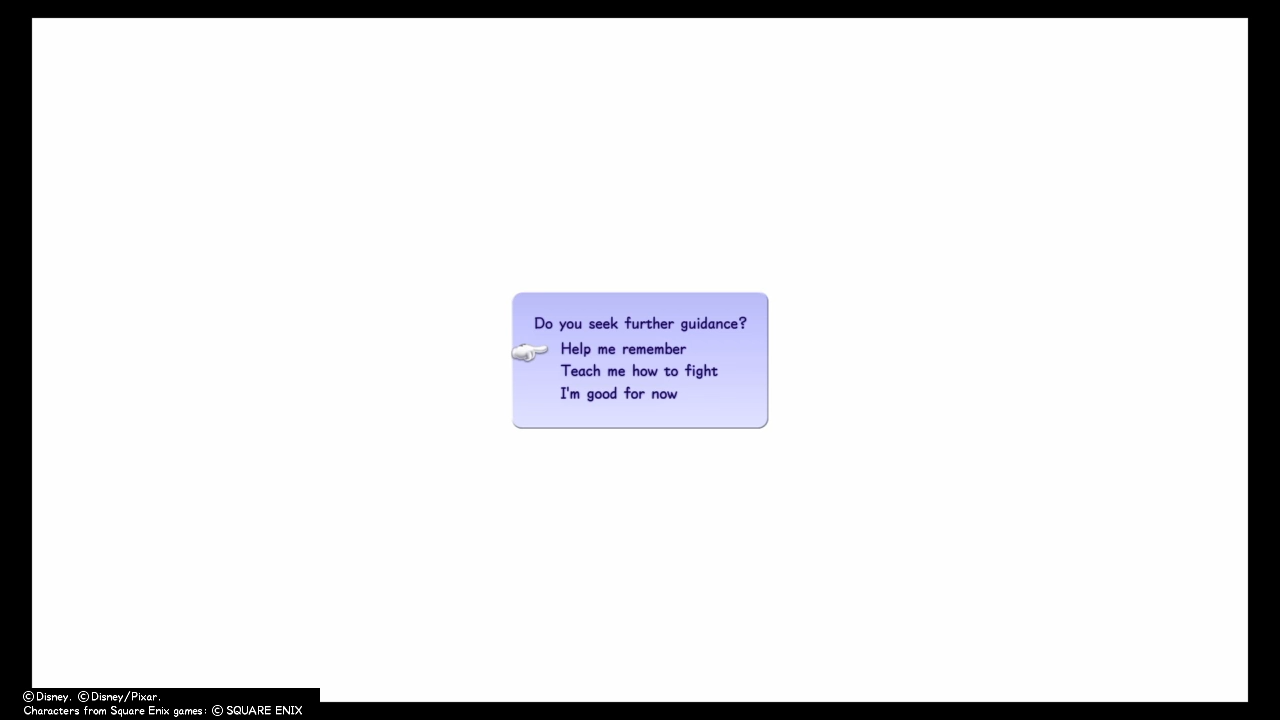 Do you seek further guidance?
Help me remember
Teach me how to fight
I'm good for now
©Disney. ©Disney/Pixar.
Characters from Square Enix games: © SQUARE ENIX